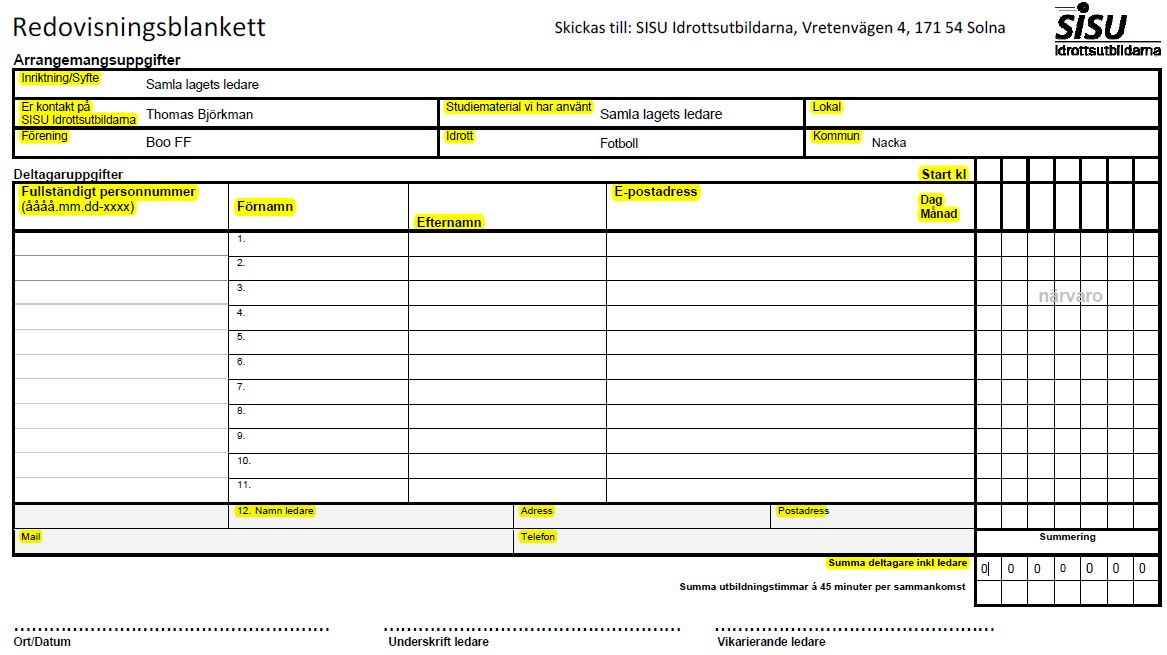 Redovisningsblankett
Skickas till: SISU Idrottsutbildarna, Vretenvägen 4, 171 54 Solna
SISU
Idrottsutbildarna
Arrangemangsuppgifter
Inriktning/Syfte Samla lagets ledare
Er kontakt på
SISU Idrottsutbildarna Thomas Björkman
Studiematerial vi har använt Samla lagets ledare
Lokal
Förening Boo FF
Idrott Fotboll
Kommun Nacka
Deltagaruppgifter
Start kl
Fullständigt personnummer
(åååå.mm.dd-xxxx)
Förnamn
Efternamn
E-postadress
Dag
Månad
1.
2.
3.
närvaro
4.
5.
6.
7.
8.
9.
10.
11.
12. Namn ledare Adress Postadress
Mail Telefon Summering
Summa deltagare inkl ledare 0 0 0 0 0 0 0
Summa utbildningstimmar å 45 minuter per sammankomst
Ort/Datum Underskrift ledare Vikarierande ledare